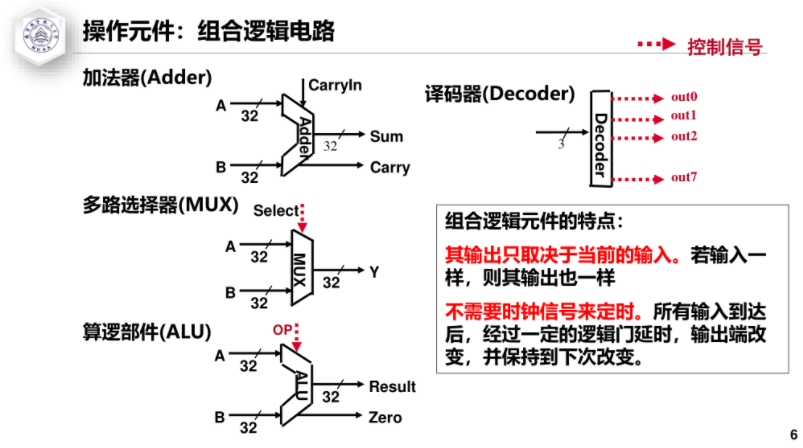 操作元件：组合逻辑电路
控制信号
加法器(Adder)
CarryIn
A
32
Adder
32
Sum
B
32
Carry
译码器(Decoder)
3
Decoder
out0
out1
out2
out7
多路选择器(MUX)
Select
A
32
MUX
32
Y
B
32
算逻部件(ALU)
OP
A
32
ALU
32
Result
B
32
Zero
组合逻辑元件的特点：
其输出只取决于当前的输入。若输入一
样，则其输出也一样
不需要时钟信号来定时。所有输入到达
后，经过一定的逻辑门延时，输出端改
变，并保持到下次改变。
6